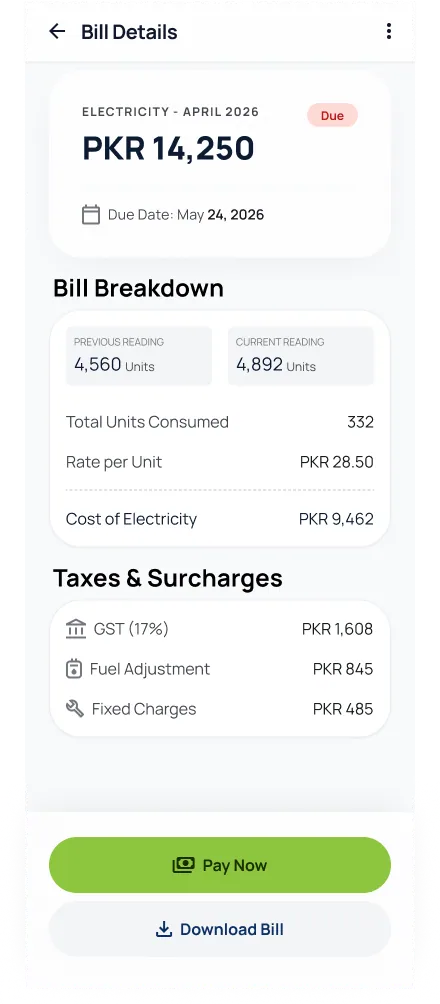 Bill Details
ELECTRICITY - APRIL 2026
Due
PKR 14,250
Due Date: May 24, 2026
Bill Breakdown
PREVIOUS READING
4,560 Units
CURRENT READING
4,892 Units
Total Units Consumed 332
Rate per Unit PKR 28.50
Cost of Electricity PKR 9,462
Taxes & Surcharges
GST (17%) PKR 1,608
Fuel Adjustment PKR 845
Fixed Charges PKR 485
Pay Now
Download Bill